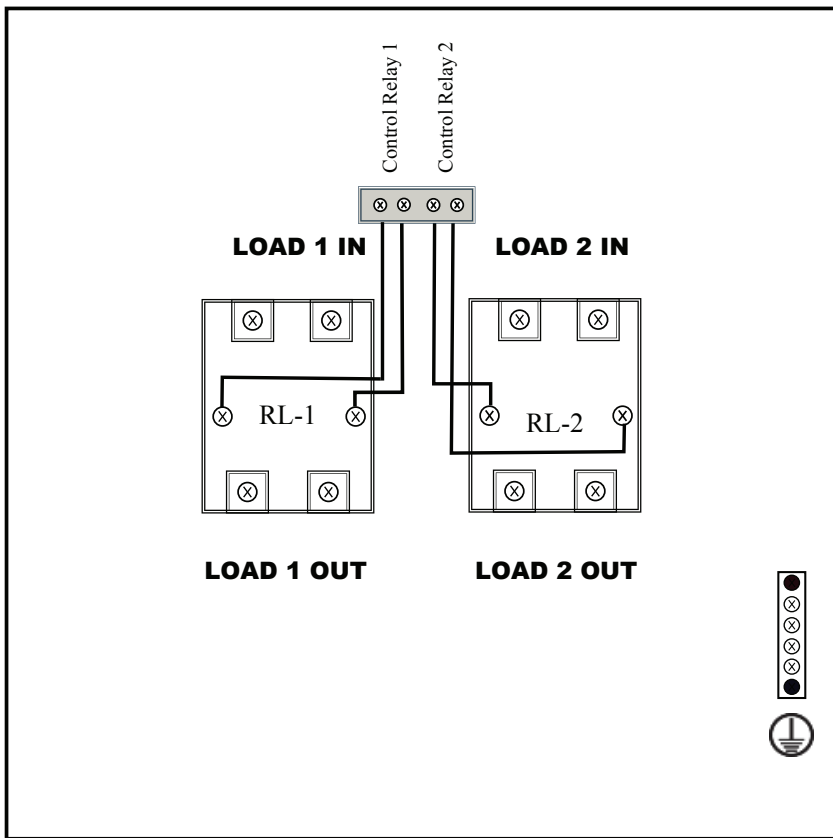 Control Relay 1
Control Relay 2
LOAD 1 IN
LOAD 2 IN
RL-1
RL-2
LOAD 1 OUT
LOAD 2 OUT